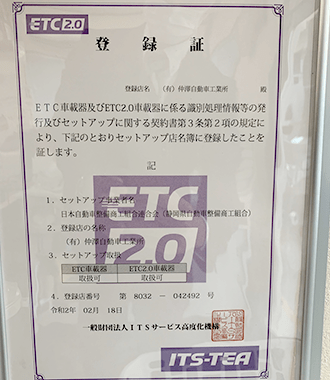 ETC2.0
登録証
登録店名 (有)仲澤自動車工業所 殿
ETC車載器及びETC2.0車載器に係る識別処理情報等の発
行及びセットアップに関する契約書第3条第2項の規定に
より、下記のとおりセットアップ店名簿に登録したことを
証します。
記
ETC
2.0
1.セットアップ事業者名
日本自動車整備商工組合連合会(静岡県自動車整備商工組合)
2.登録店の名称
(有)仲澤自動車工業所
3.セットアップ取扱
ETC車載器 ETC2.0車載器
取扱可 取扱可
4.登録店番号 第 8032 - 042492 号
令和2年 02月 18日
一般財団法人ITSサービス高度化機構
ITS-TEA